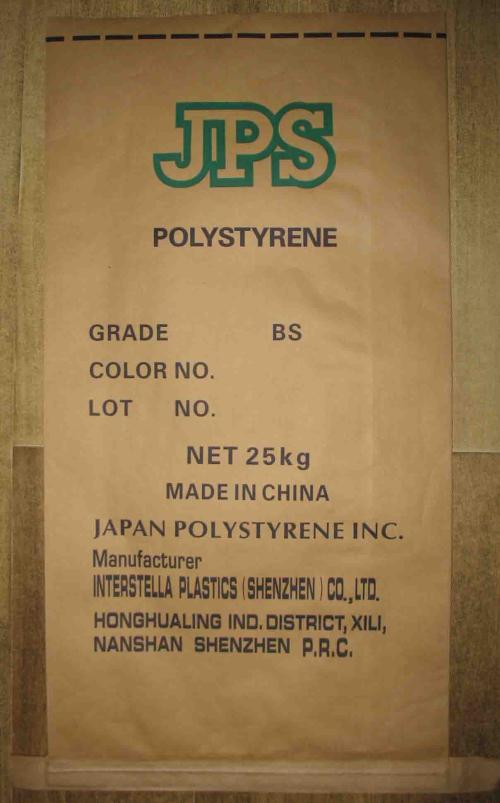 JPS
POLYSTYRENE
GRADE BS
COLOR NO.
LOT NO.
NET 25kg
MADE IN CHINA
JAPAN POLYSTYRENE INC.
Manufacturer
INTERSTELLA PLASTICS (SHENZHEN) CO.,LTD.
HONGHUALING IND. DISTRICT, XILI,
NANSHAN SHENZHEN P.R.C.